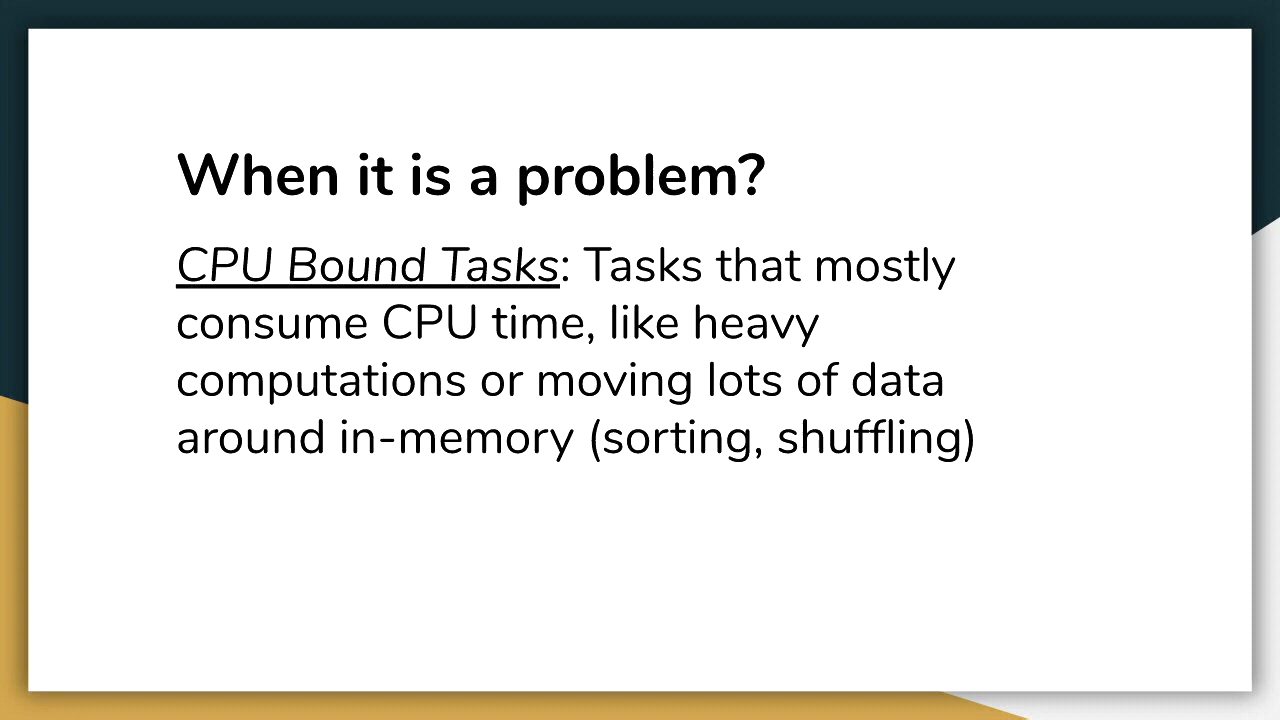 When it is a problem?
CPU Bound Tasks: Tasks that mostly
consume CPU time, like heavy
computations or moving lots of data
around in-memory (sorting, shuffling)